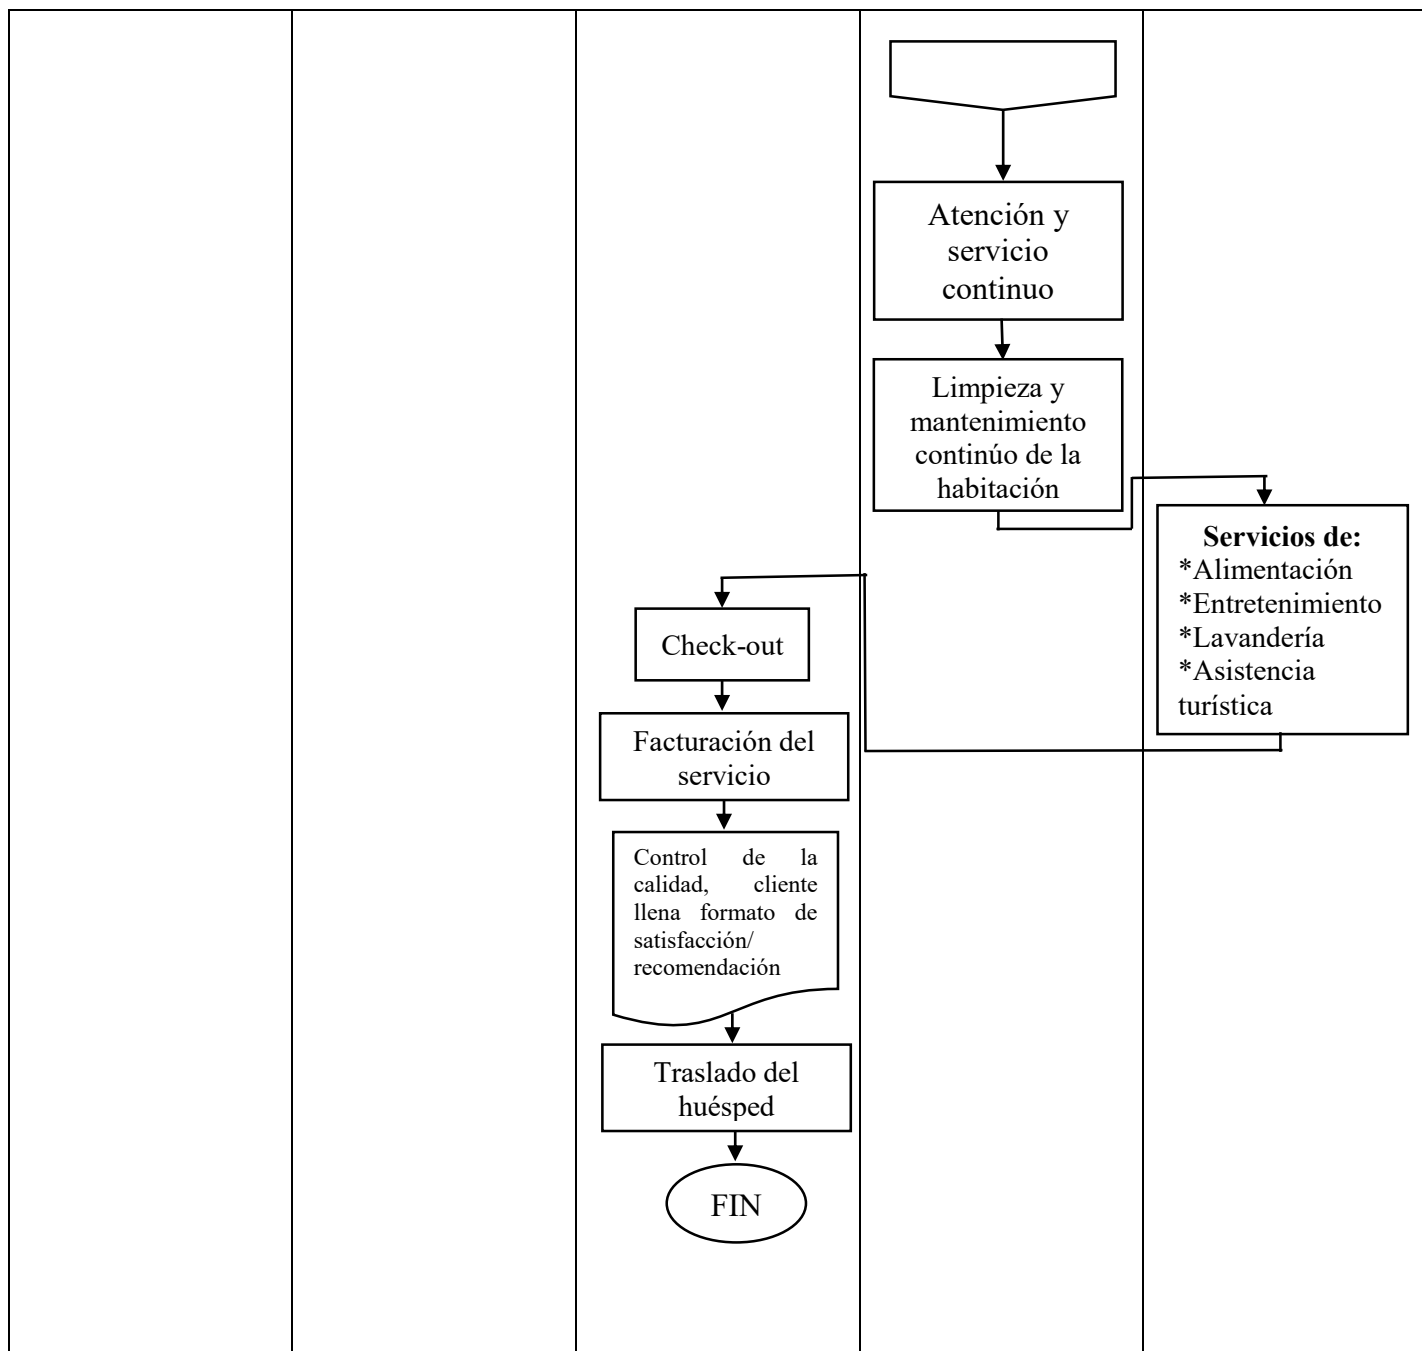 Atención y
servicio
continuo
Limpieza y
mantenimiento
continúo de la
habitación
Servicios de:
*Alimentación
*Entretenimiento
*Lavandería
*Asistencia
turística
Check-out
Facturación del
servicio
Control de la
calidad, cliente
llena formato de
satisfacción/
recomendación
Traslado del
huésped
FIN